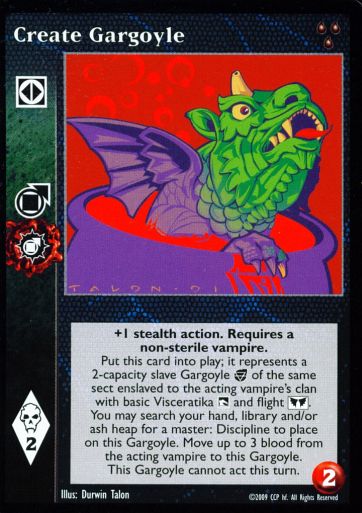 Create Gargoyle
TALON-01
+1 stealth action. Requires a
non-sterile vampire.
Put this card into play; it represents a
2-capacity slave Gargoyle of the same
sect enslaved to the acting vampire's clan
with basic Visceratika and flight .
You may search your hand, library and/or
ash heap for a master: Discipline to place
on this Gargoyle. Move up to 3 blood from
the acting vampire to this Gargoyle.
This Gargoyle cannot act this turn.
2
2
Illus: Durwin Talon
©2009 CCP hf. All Rights Reserved